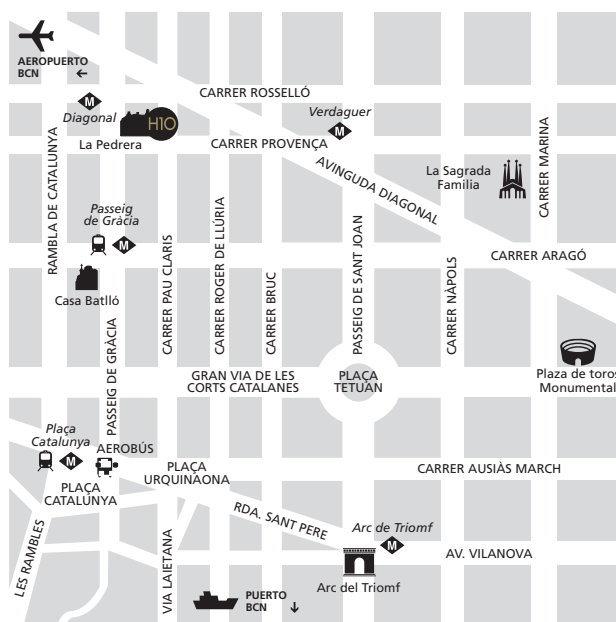 AEROPUERTO
BCN
CARRER ROSSELLÓ
M
Diagonal
H10
Verdaguer
M
La Pedrera
CARRER PROVENÇA
AVINGUDA DIAGONAL
La Sagrada
Familia
CARRER MARINA
RAMBLA DE CATALUNYA
Passeig
de Gràcia
M
CARRER PAU CLARIS
CARRER ROGER DE LLÚRIA
CARRER BRUC
PASSEIG DE SANT JOAN
CARRER NÀPOLS
CARRER ARAGÓ
Casa Batlló
PASSEIG DE GRÀCIA
GRAN VIA DE LES
CORTS CATALANES
PLAÇA
TETUÀN
Plaza de toros
Monumental
Plaça
Catalunya
M
AEROBÚS
PLAÇA
CATALUNYA
PLAÇA
URQUINAONA
CARRER AUSIÀS MARCH
LES RAMBLES
RDA. SANT PERE
Arc de Triomf
M
AV. VILANOVA
VIA LAIETANA
Arc del Triomf
PUERTO
BCN